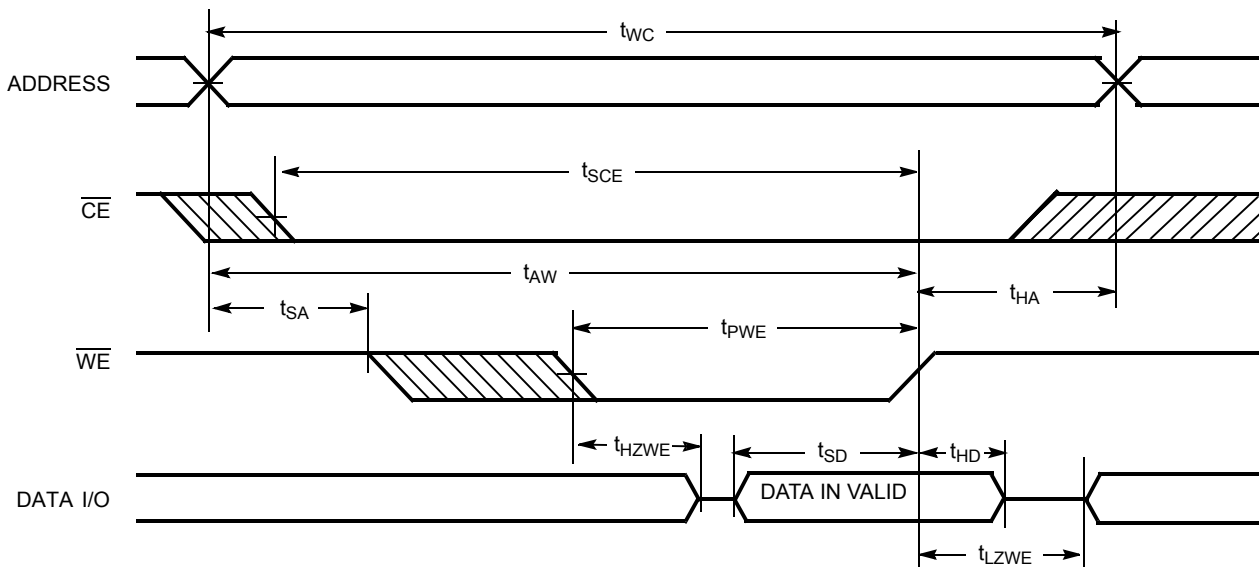 tWC
ADDRESS
tSCE
CE
tAW
tHA
tSA
tPWE
WE
tHZWE
tSD
tHD
DATA I/O
DATA IN VALID
tLZWE